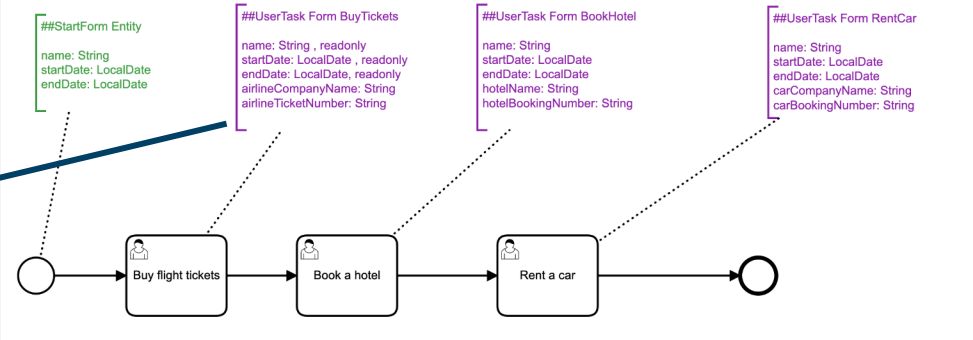 ##StartForm Entity
name: String
startDate: LocalDate
endDate: LocalDate
##UserTask Form BuyTickets
name: String , readonly
startDate: LocalDate , readonly
endDate: LocalDate, readonly
airlineCompanyName: String
airlineTicketNumber: String
##UserTask Form BookHotel
name: String
startDate: LocalDate
endDate: LocalDate
hotelName: String
hotelBookingNumber: String
##UserTask Form RentCar
name: String
startDate: LocalDate
endDate: LocalDate
carCompanyName: String
carBookingNumber: String
Buy flight tickets
Book a hotel
Rent a car